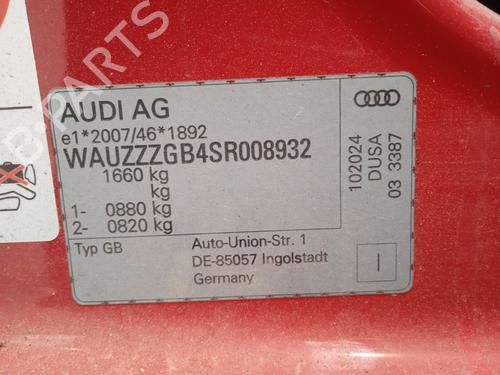 AUDI AG
e1*2007/46*1892
WAUZZZGB4SR008932
1660 kg
kg
1- 0880 kg
2- 0820 kg
Typ GB
Auto-Union-Str. 1
DE-85057 Ingolstadt
Germany
102024
DUSA
03 3387
I
B-PARTS